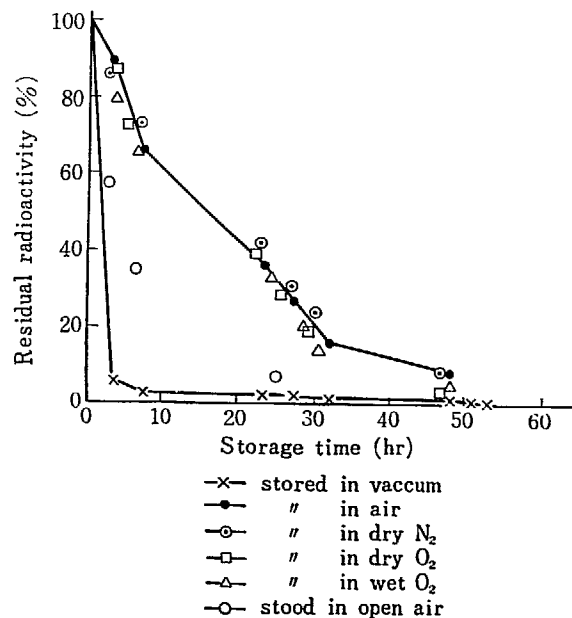 Residual radioactivity (%)
100
80
60
40
20
0
0 10 20 30 40 50 60
Storage time (hr)
stored in vaccum
〃 in air
〃 in dry N₂
〃 in dry O₂
〃 in wet O₂
stood in open air